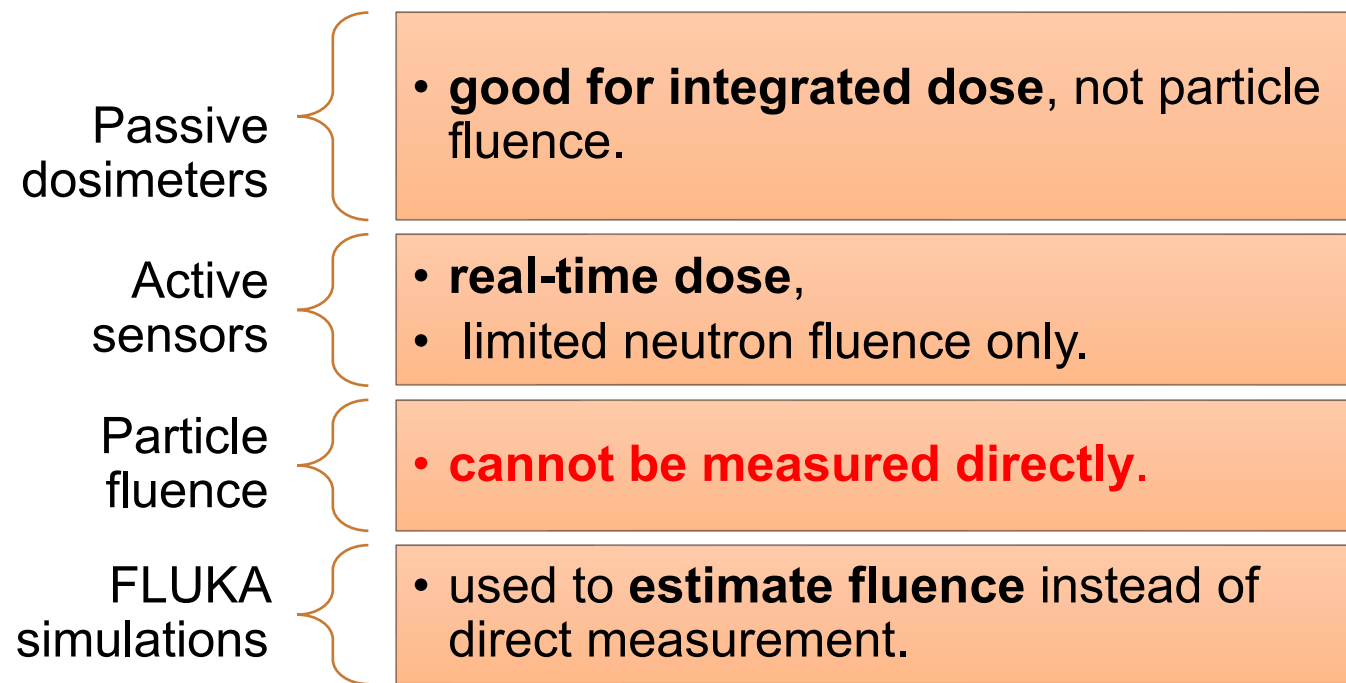 Passive
dosimeters
• good for integrated dose, not particle
fluence.
Active
sensors
• real-time dose,
• limited neutron fluence only.
Particle
fluence
• cannot be measured directly.
FLUKA
simulations
• used to estimate fluence instead of
direct measurement.